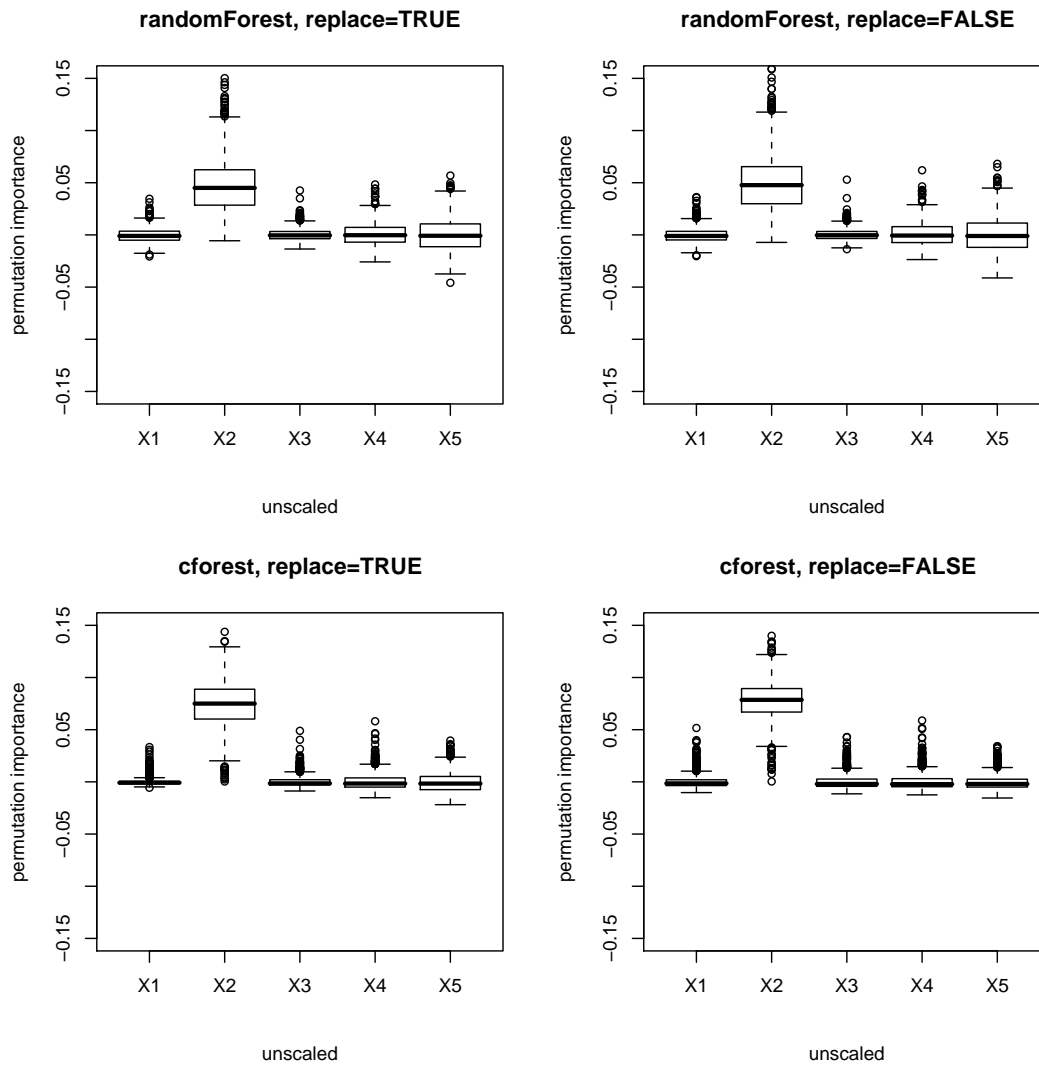 randomForest, replace=TRUE
permutation importance
0.15
0.05
−0.05
−0.15
X1 X2 X3 X4 X5
unscaled
randomForest, replace=FALSE
permutation importance
0.15
0.05
−0.05
−0.15
X1 X2 X3 X4 X5
unscaled
cforest, replace=TRUE
permutation importance
0.15
0.05
−0.05
−0.15
X1 X2 X3 X4 X5
unscaled
cforest, replace=FALSE
permutation importance
0.15
0.05
−0.05
−0.15
X1 X2 X3 X4 X5
unscaled